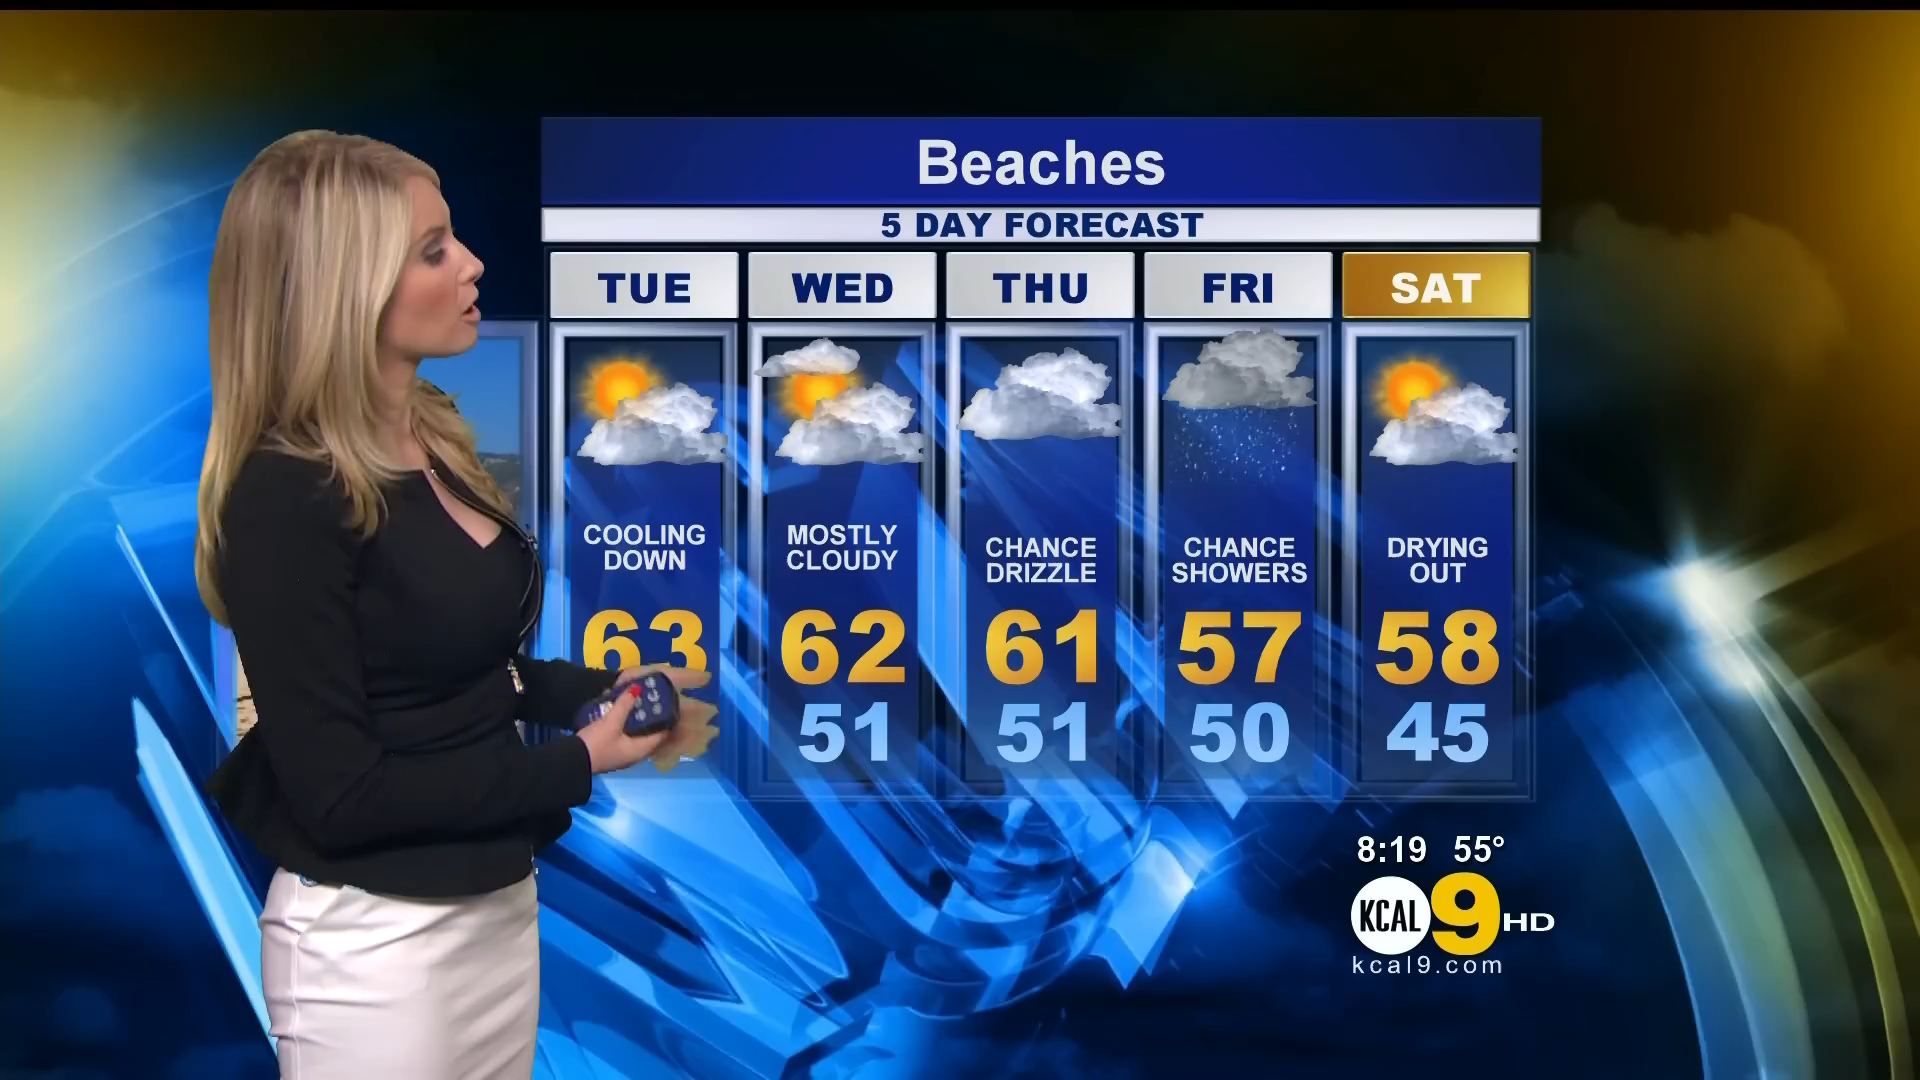 Beaches
5 DAY FORECAST
TUE WED THU FRI SAT
COOLING DOWN
MOSTLY CLOUDY
CHANCE DRIZZLE
CHANCE SHOWERS
DRYING OUT
63 62 61 57 58
51 51 50 45
8:19 55°
KCAL 9 HD
kcal9.com